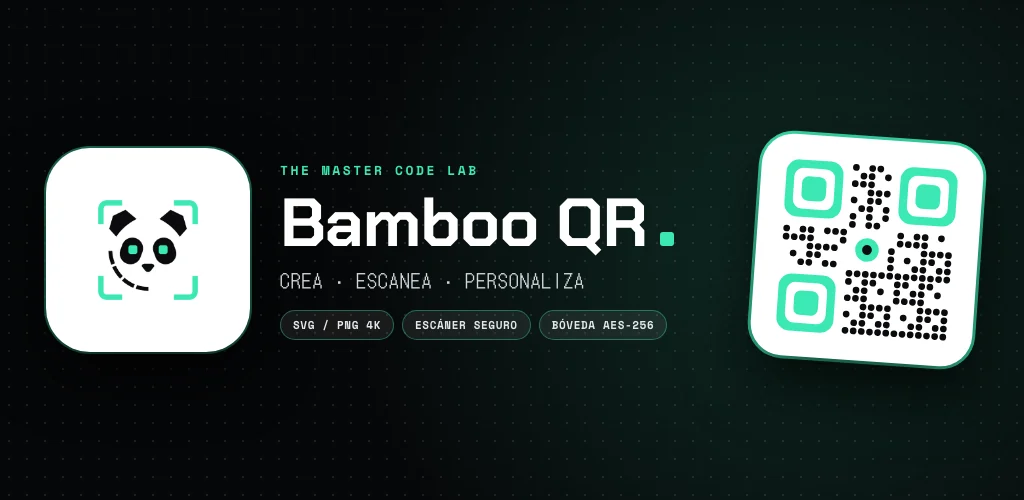 THE MASTER CODE LAB
Bamboo QR.
CREA · ESCANEA · PERSONALIZA
SVG / PNG 4K
ESCÁNER SEGURO
BÓVEDA AES-256